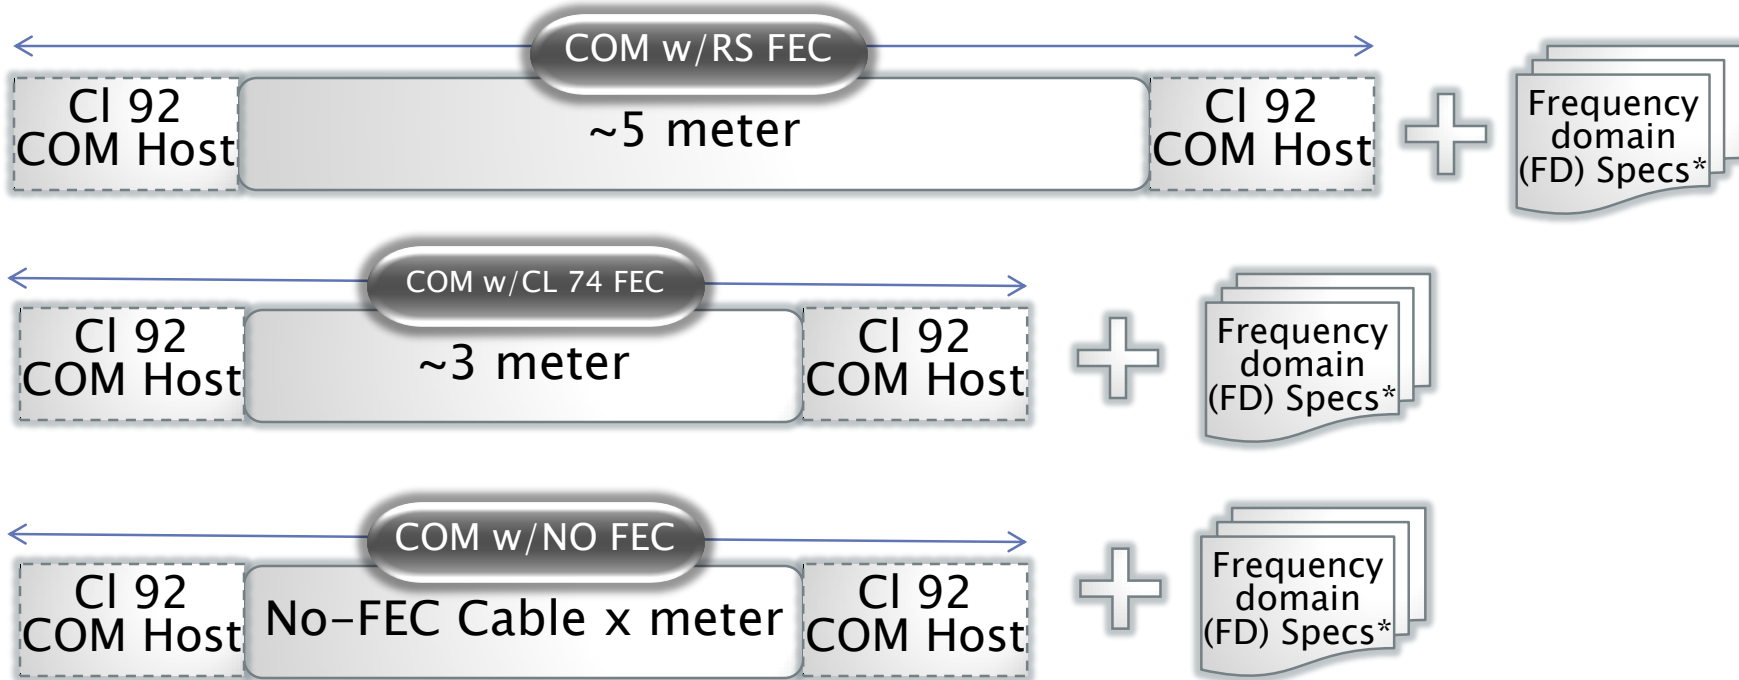 COM w/RS FEC
Cl 92
COM Host
~5 meter
Cl 92
COM Host
Frequency
domain
(FD) Specs*
COM w/CL 74 FEC
Cl 92
COM Host
~3 meter
Cl 92
COM Host
Frequency
domain
(FD) Specs*
COM w/NO FEC
Cl 92
COM Host
No-FEC Cable x meter
Cl 92
COM Host
Frequency
domain
(FD) Specs*